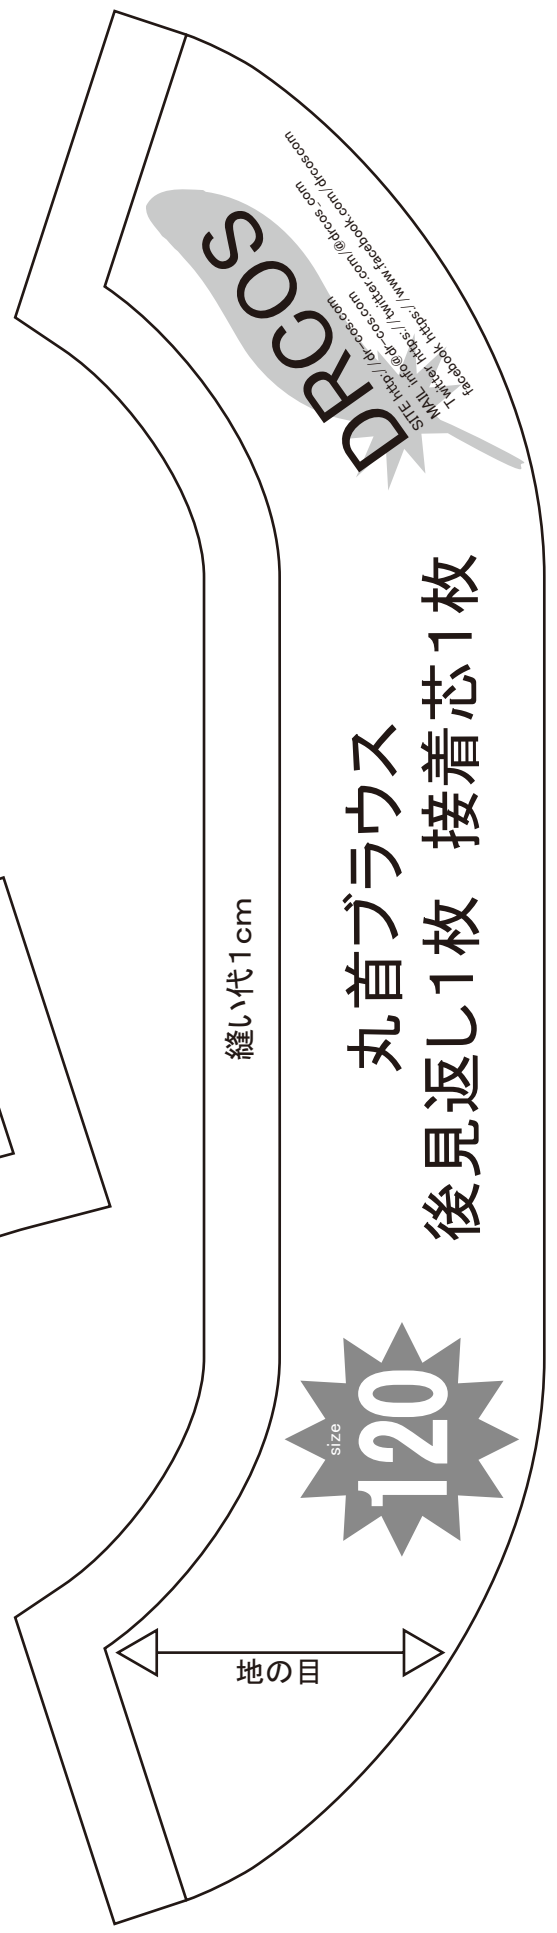 DRCOS
SITE http://dr-cos.com
MAIL info@dr-cos.com
Twitter https://twitter.com/@drcos_com
facebook https://www.facebook.com/drcoscom
丸首ブラウス
後見返し1枚 接着芯1枚
縫い代1cm
size
120
地の目